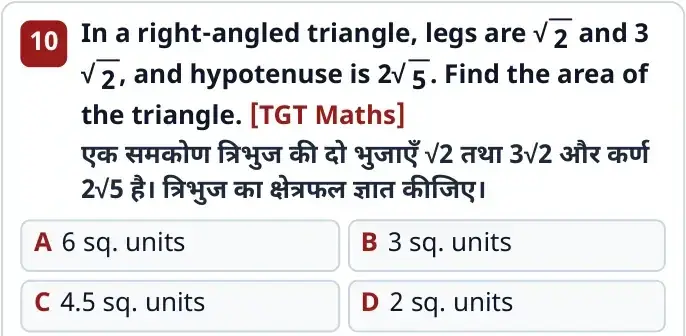 10 In a right-angled triangle, legs are √2 and 3
√2, and hypotenuse is 2√5. Find the area of
the triangle. [TGT Maths]
एक समकोण त्रिभुज की दो भुजाएँ √2 तथा 3√2 और कर्ण
2√5 है। त्रिभुज का क्षेत्रफल ज्ञात कीजिए।
A 6 sq. units
B 3 sq. units
C 4.5 sq. units
D 2 sq. units